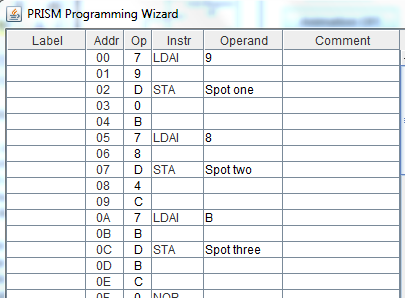 PRISM Programming Wizard
Label Addr Op Instr Operand Comment
00 7 LDAI 9
01 9
02 D STA Spot one
03 0
04 B
05 7 LDAI 8
06 8
07 D STA Spot two
08 4
09 C
0A 7 LDAI B
0B B
0C D STA Spot three
0D B
0E C
0F 0 NOP